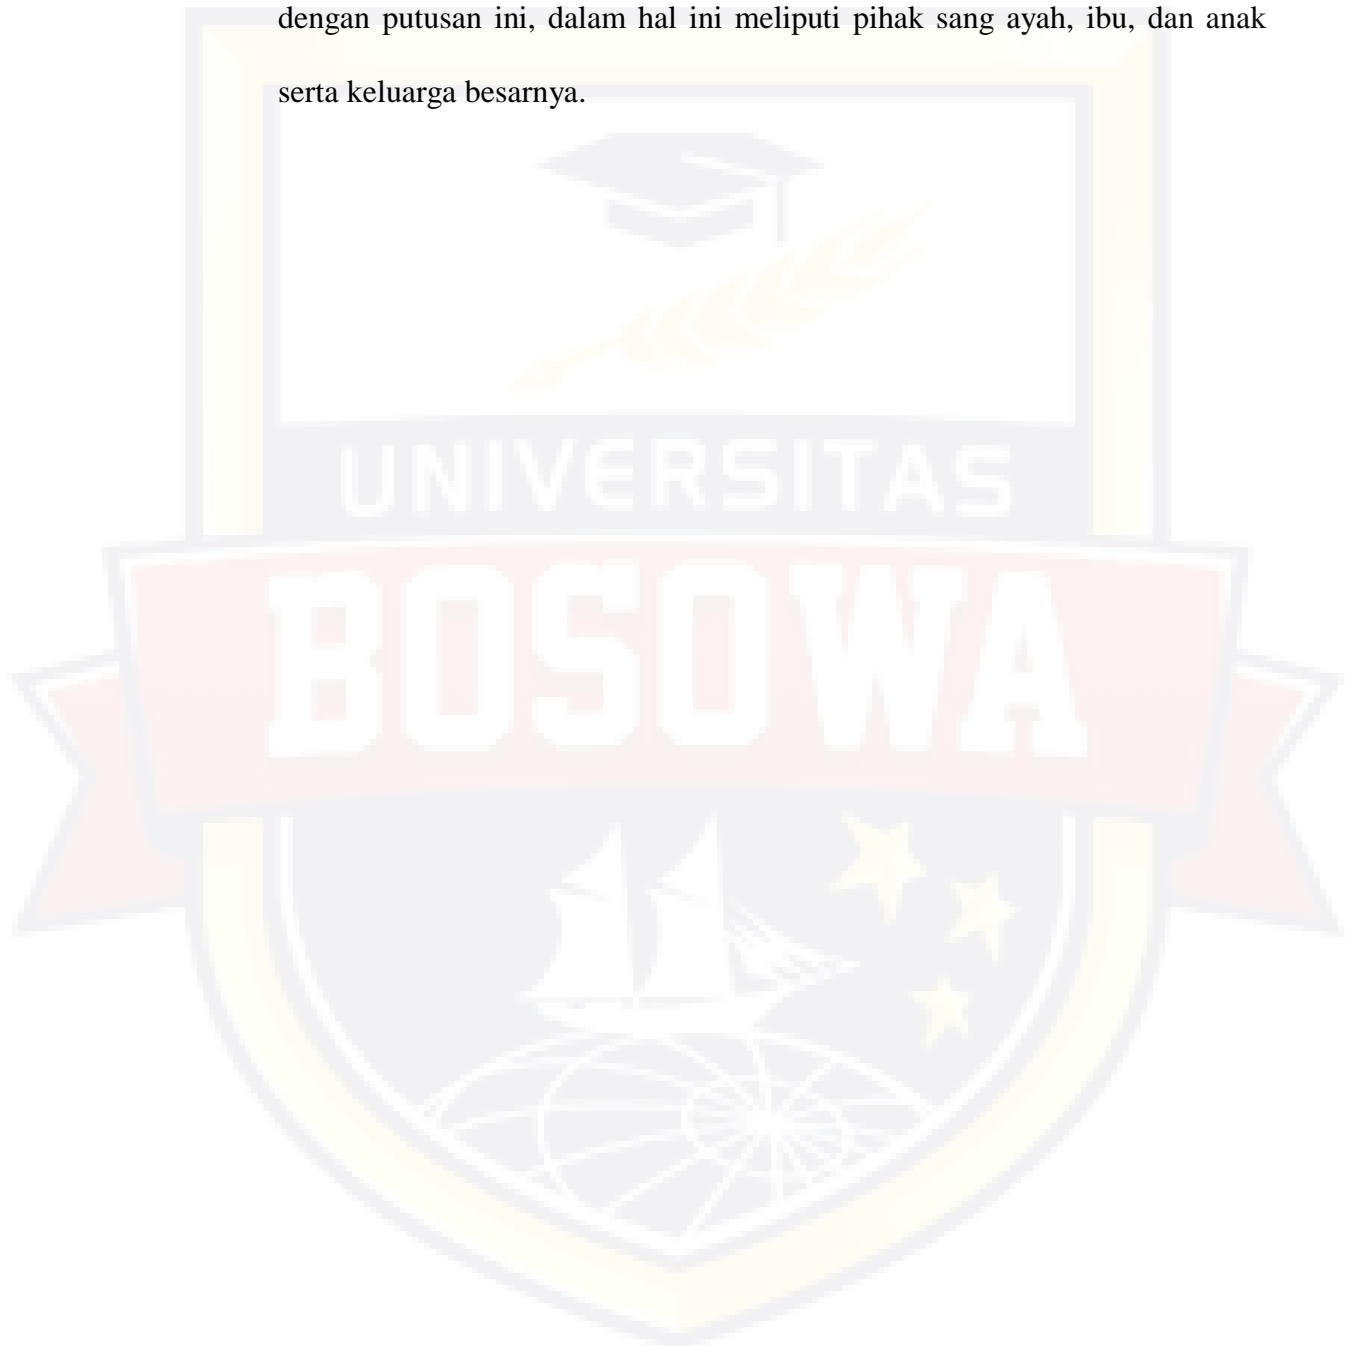 dengan putusan ini, dalam hal ini meliputi pihak sang ayah, ibu, dan anak
serta keluarga besarnya.
UNIVERSITAS
BOSOWA